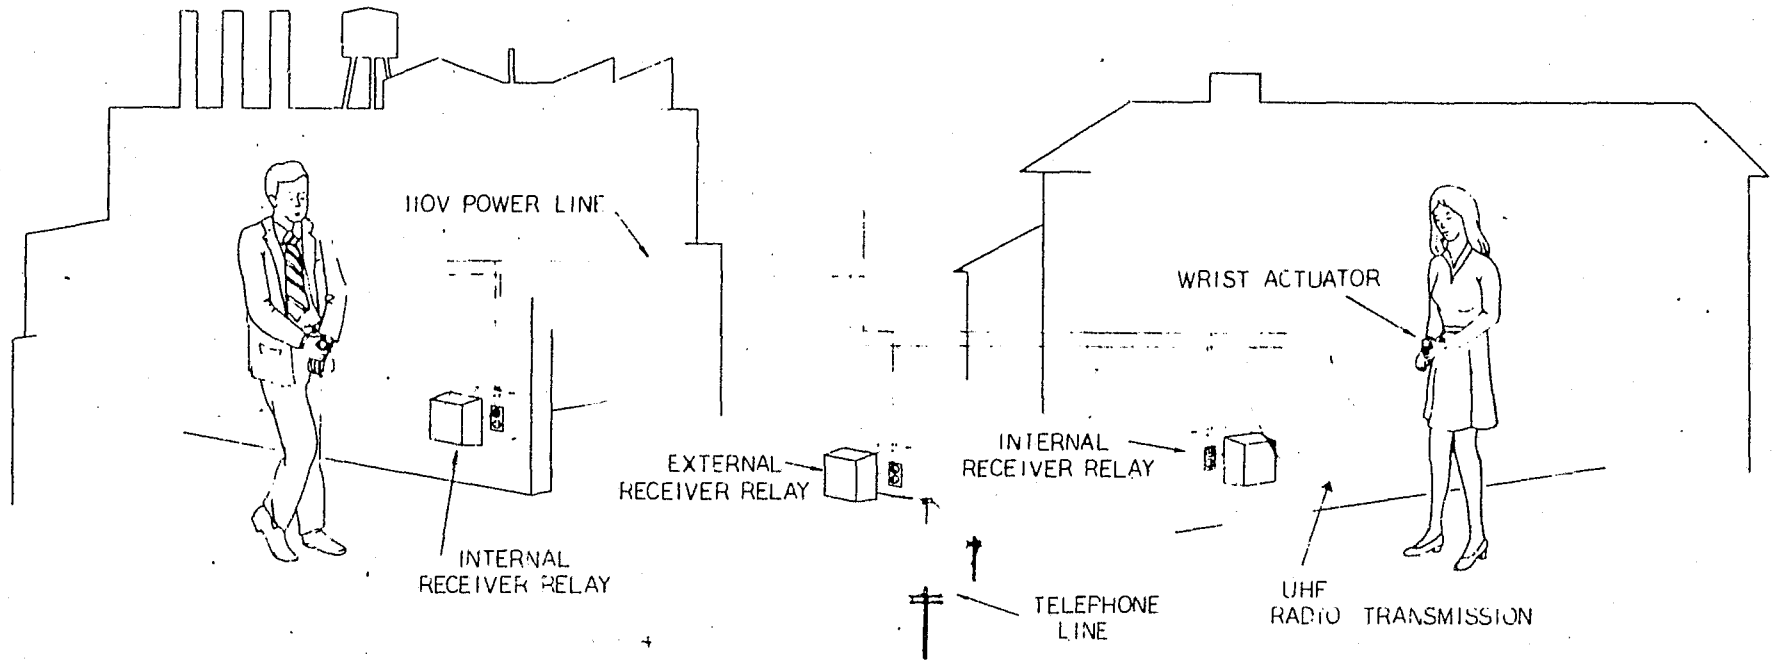 110V POWER LINE
WRIST ACTUATOR
EXTERNAL
RECEIVER RELAY
INTERNAL
RECEIVER RELAY
INTERNAL
RECEIVER RELAY
TELEPHONE
LINE
UHF
RADIO TRANSMISSION